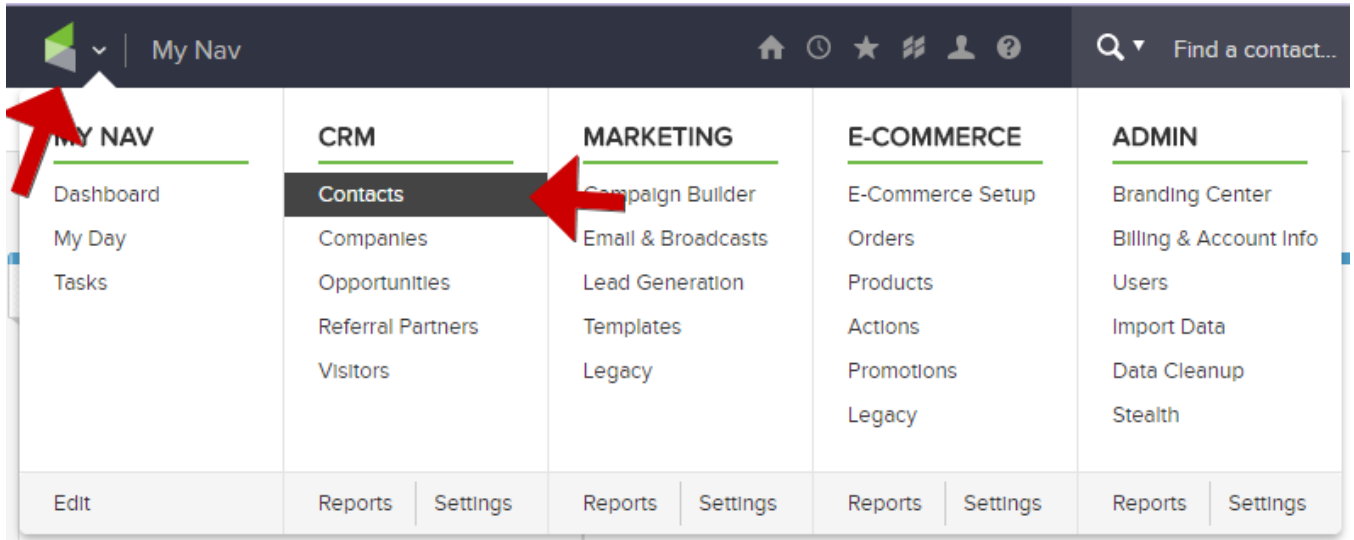 My Nav
Find a contact...
MY NAV
Dashboard
My Day
Tasks
Edit
CRM
Contacts
Companies
Opportunities
Referral Partners
Visitors
Reports
Settings
MARKETING
Campaign Builder
Email & Broadcasts
Lead Generation
Templates
Legacy
Reports
Settings
E-COMMERCE
E-Commerce Setup
Orders
Products
Actions
Promotions
Legacy
Reports
Settings
ADMIN
Branding Center
Billing & Account Info
Users
Import Data
Data Cleanup
Stealth
Reports
Settings